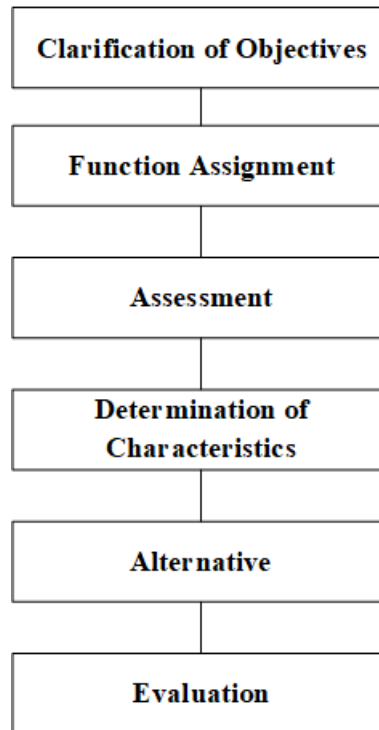 Clarification of Objectives
Function Assignment
Assessment
Determination of
Characteristics
Alternative
Evaluation